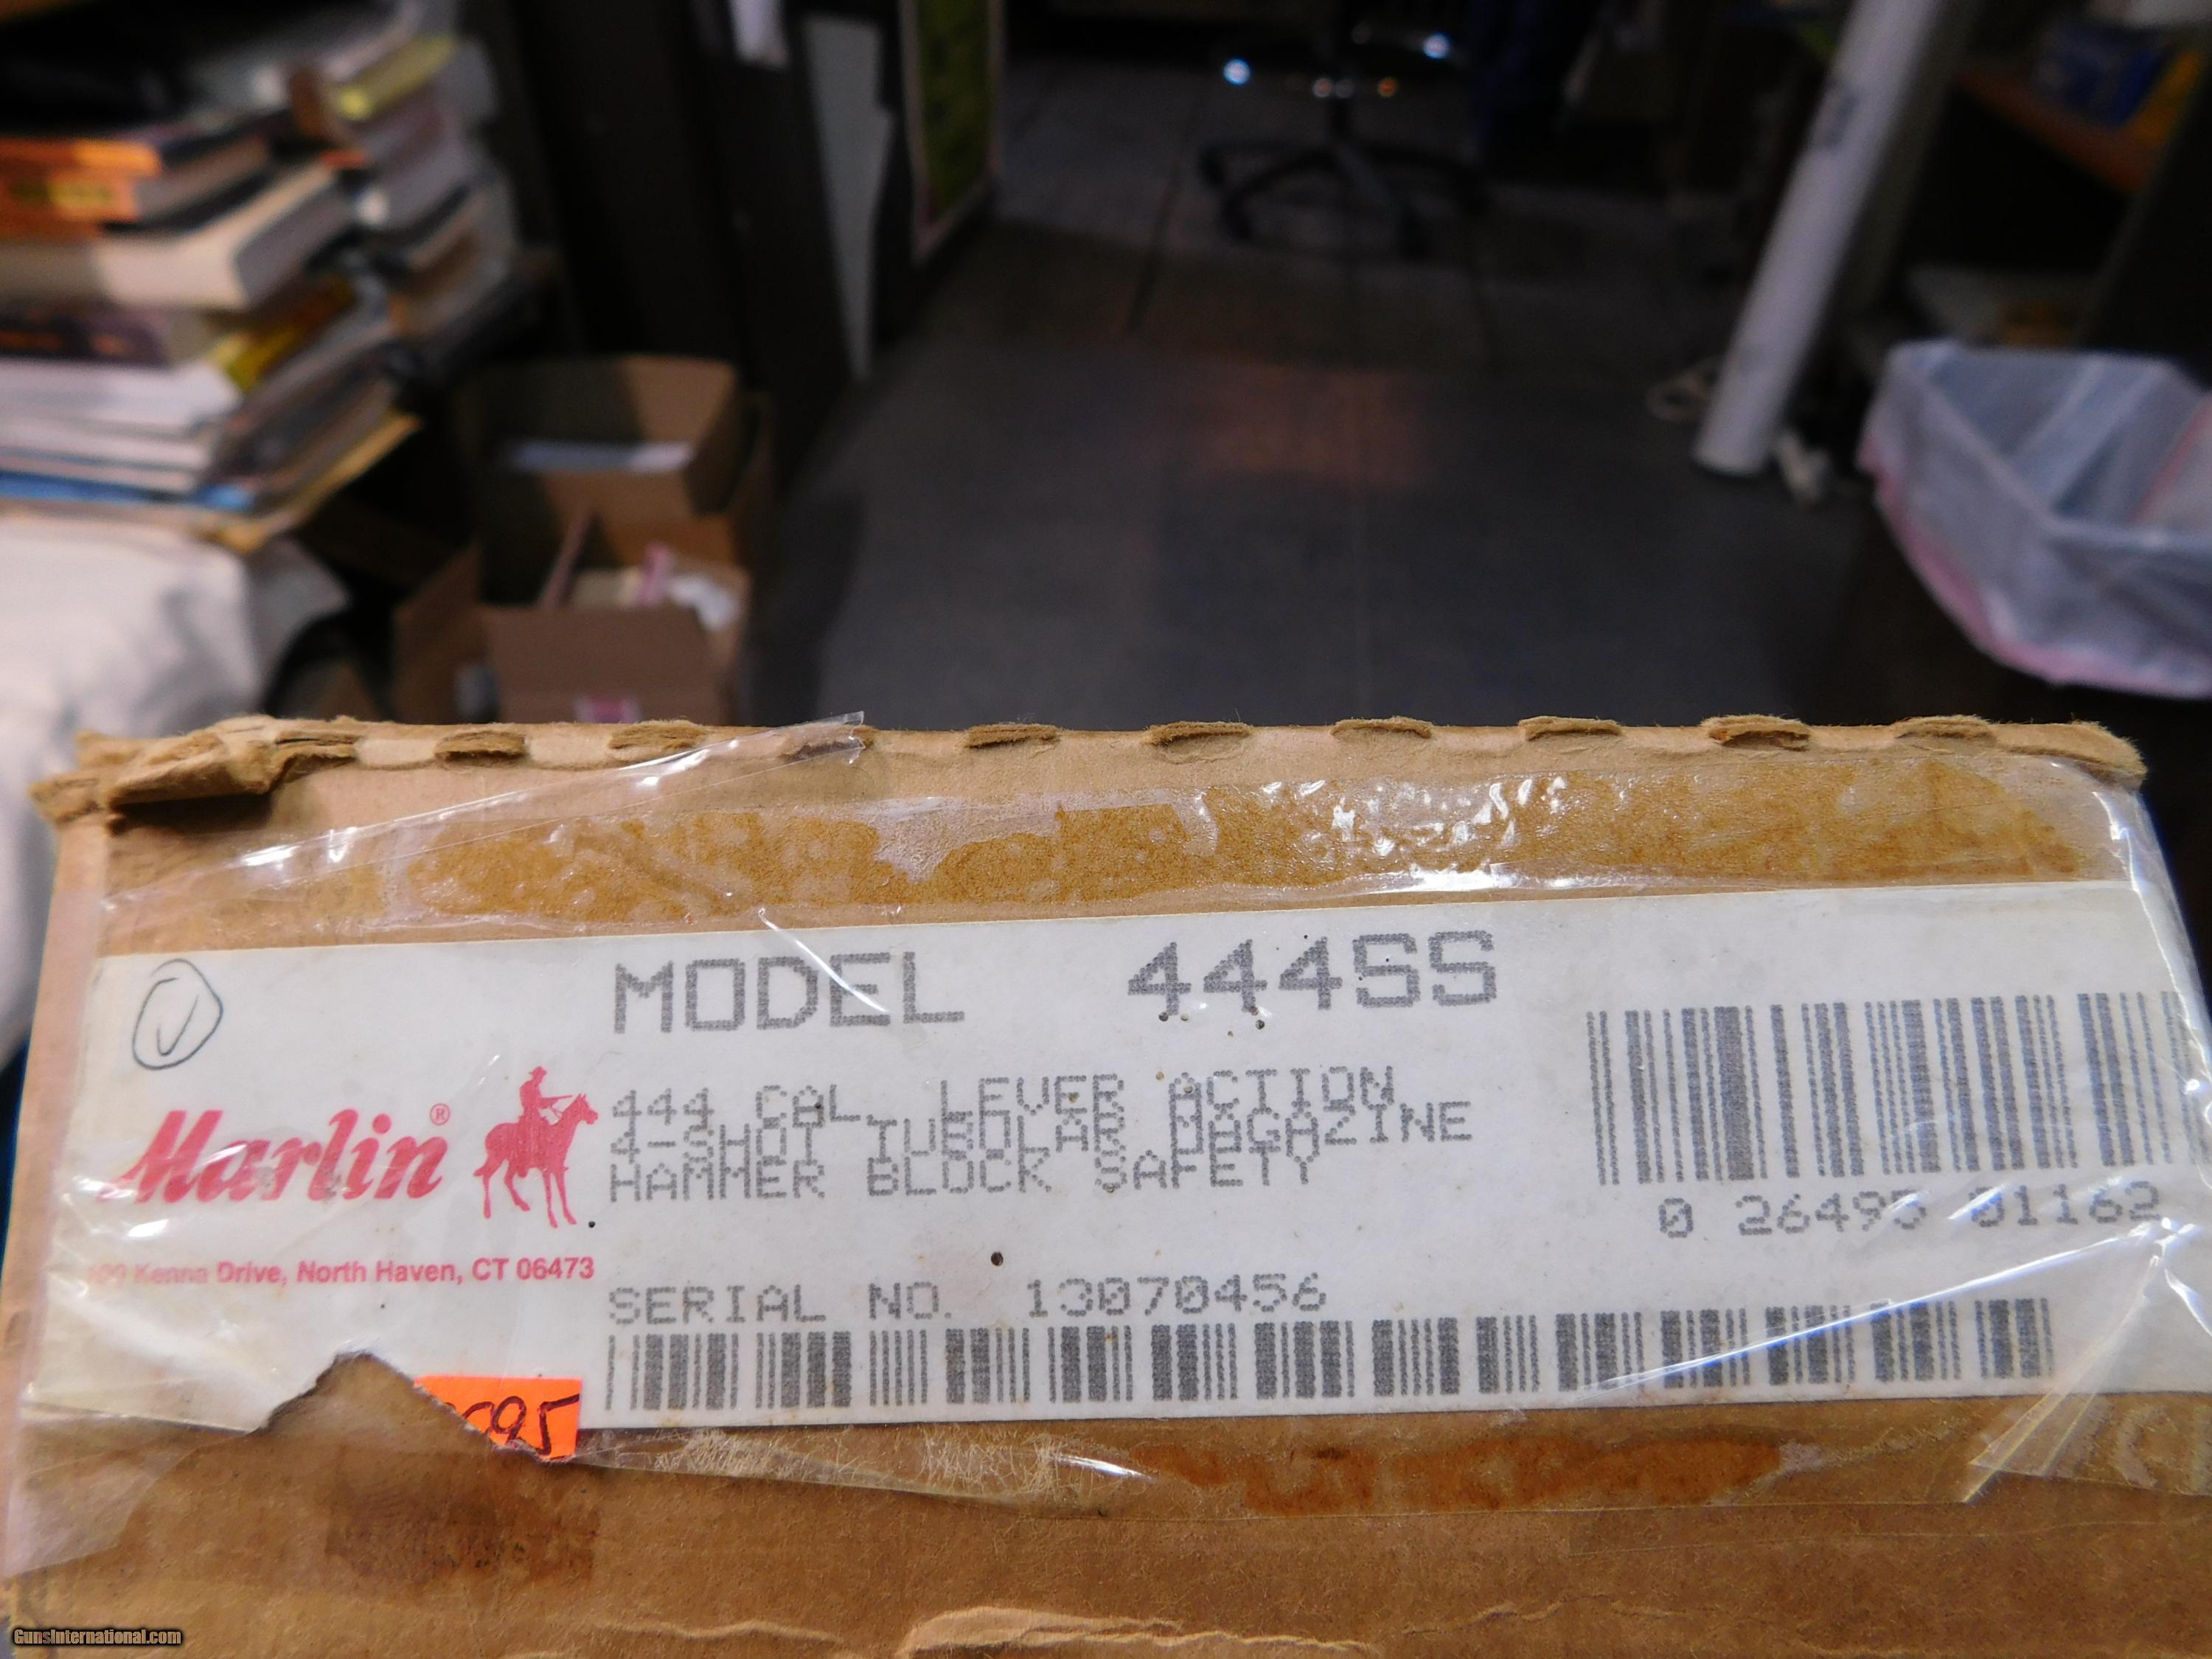 MODEL 444SS
Marlin®
444 CAL. LEVER ACTION
4-SHOT TUBULAR MAGAZINE
HAMMER BLOCK SAFETY
0 26495 01162
Kenna Drive, North Haven, CT 06473
SERIAL NO. 13070456
GunsInternational.com